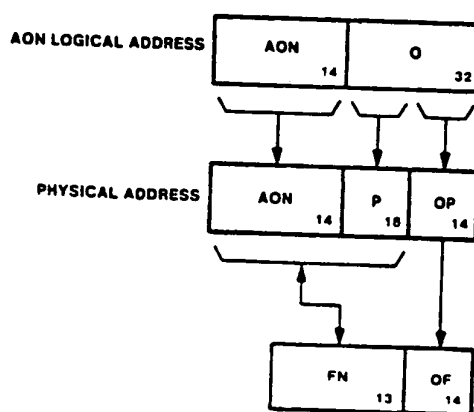 AON LOGICAL ADDRESS
AON 14
O 32
PHYSICAL ADDRESS
AON 14
P 18
OP 14
FN 13
OF 14